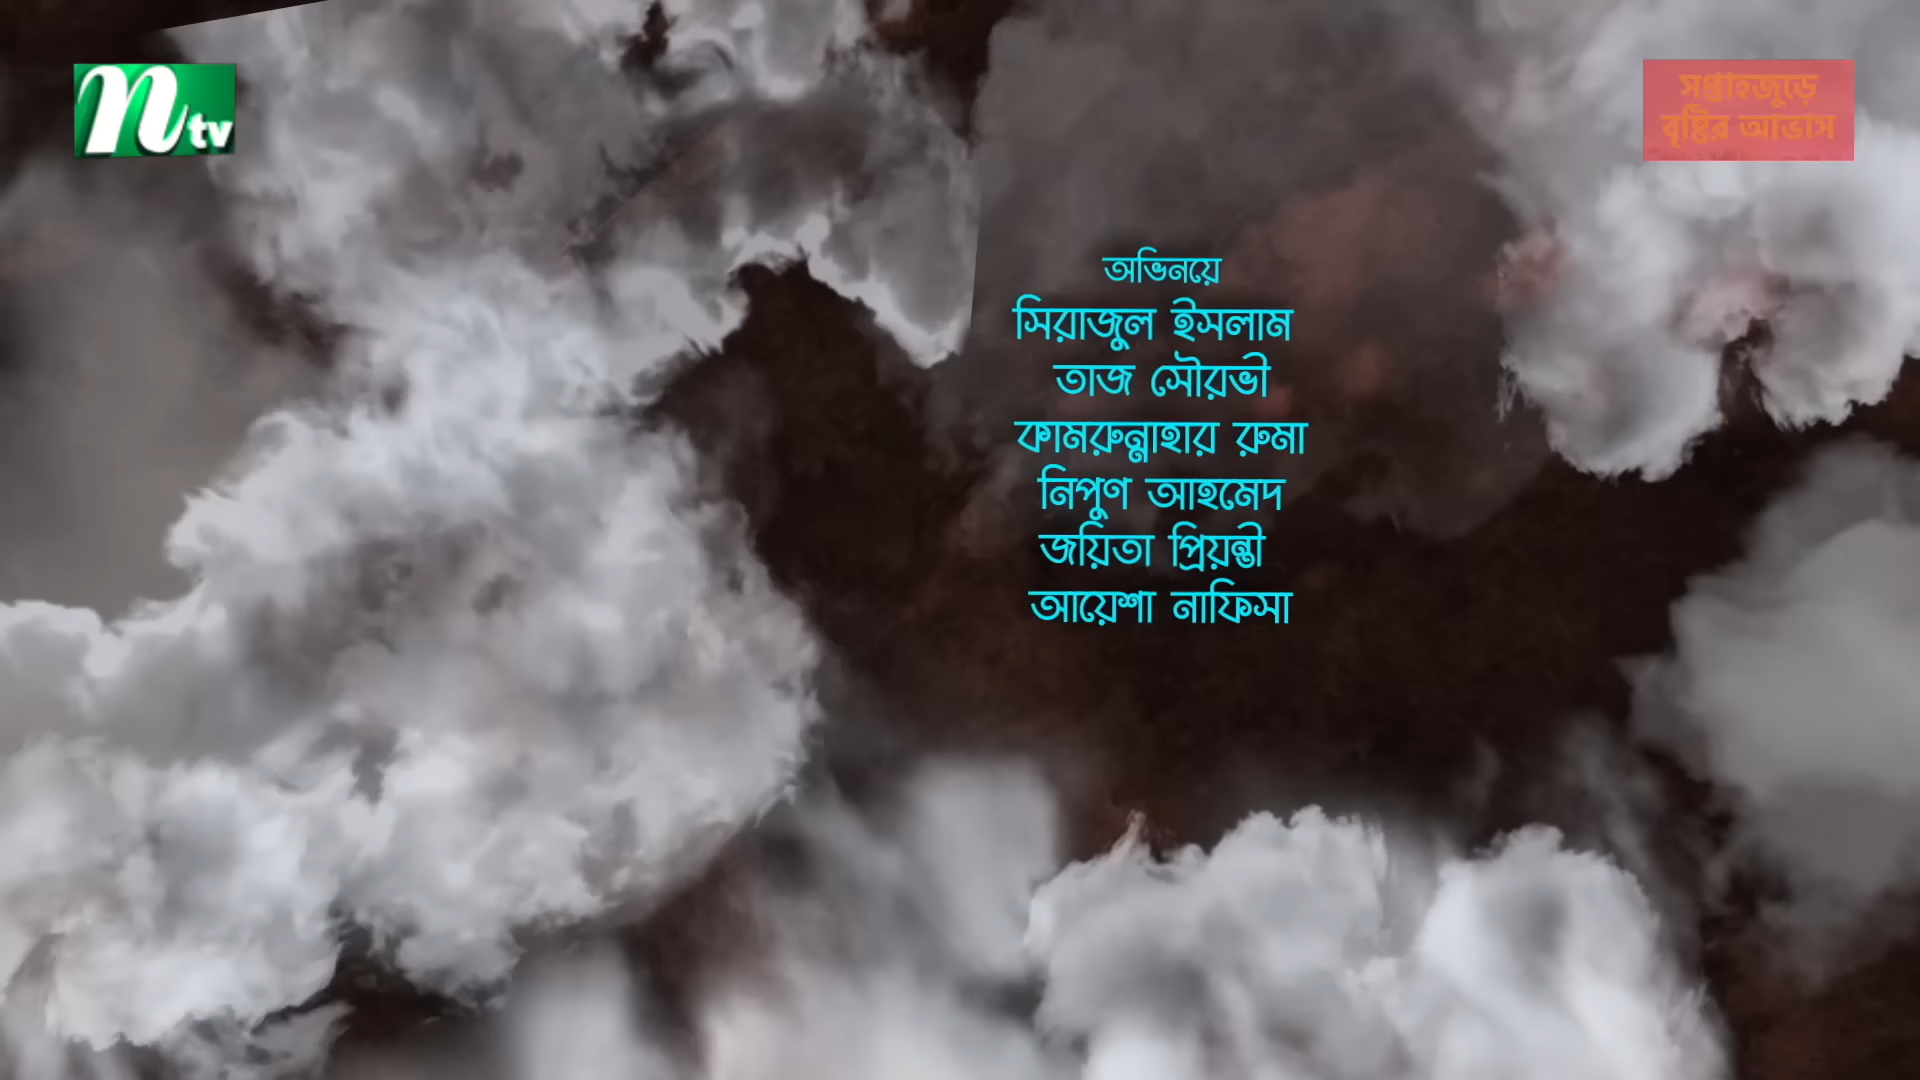 ntv
সপ্তাহজুড়ে
বৃষ্টির আভাস
অভিনয়ে
সিরাজুল ইসলাম
তাজ সৌরভী
কামরুন্নাহার রুমা
নিপুণ আহমেদ
জয়িতা প্রিয়ন্তী
আয়েশা নাফিসা